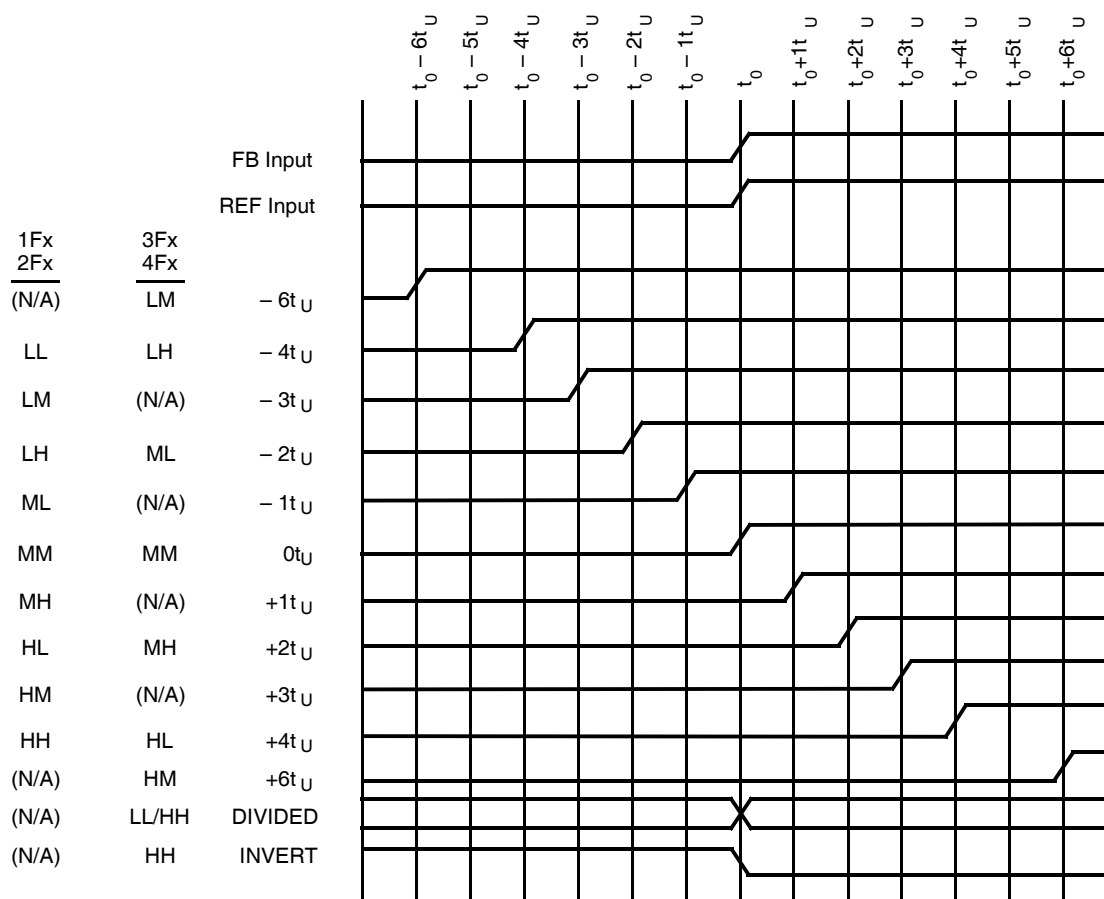 t0 – 6tU
t0 – 5tU
t0 – 4tU
t0 – 3tU
t0 – 2tU
t0 – 1tU
t0
t0+1tU
t0+2tU
t0+3tU
t0+4tU
t0+5tU
t0+6tU
FB Input
REF Input
1Fx 3Fx
2Fx 4Fx
(N/A) LM – 6tU
LL LH – 4tU
LM (N/A) – 3tU
LH ML – 2tU
ML (N/A) – 1tU
MM MM 0tU
MH (N/A) +1tU
HL MH +2tU
HM (N/A) +3tU
HH HL +4tU
(N/A) HM +6tU
(N/A) LL/HH DIVIDED
(N/A) HH INVERT